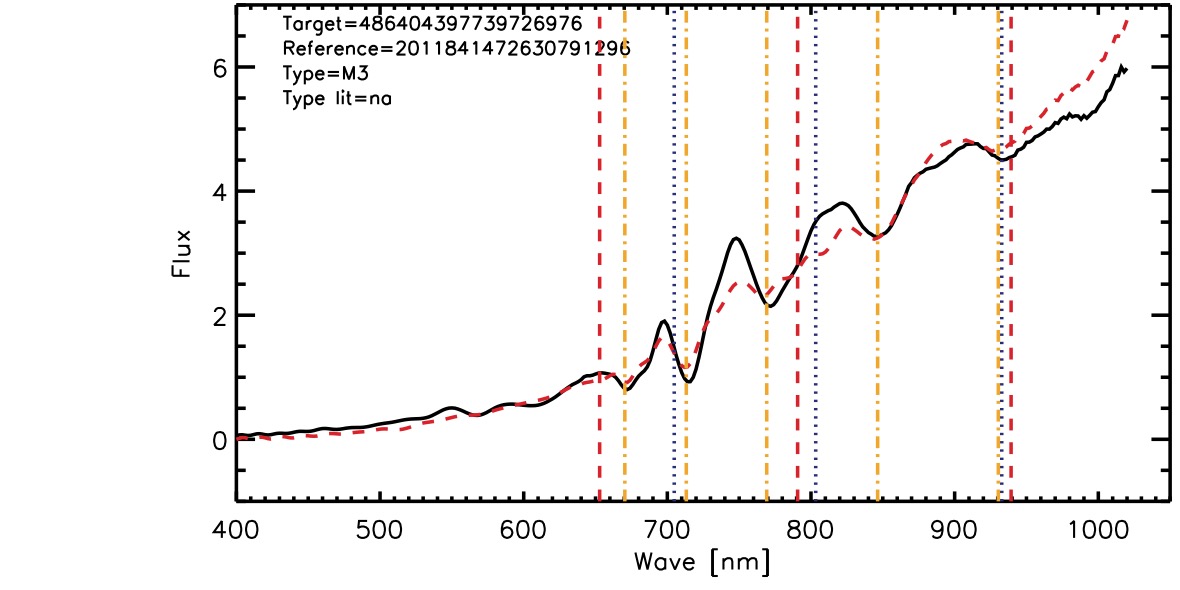 Target=486404397739726976
Reference=2011841472630791296
Type=M3
Type lit=na
6
4
2
0
Flux
400 500 600 700 800 900 1000
Wave [nm]